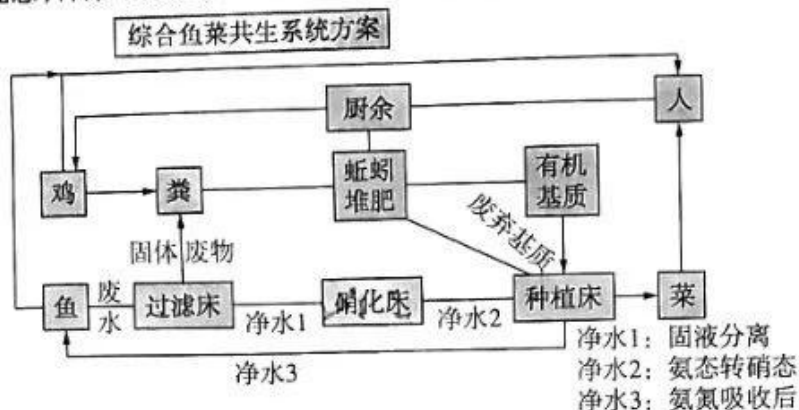 综合鱼菜共生系统方案
厨余
人
鸡
粪
蚯蚓
堆肥
有机
基质
废弃基质
固体废物
鱼
废
水
过滤床
净水1
硝化床
净水2
种植床
菜
净水3
净水1：固液分离
净水2：氨态转硝态
净水3：氨氮吸收后